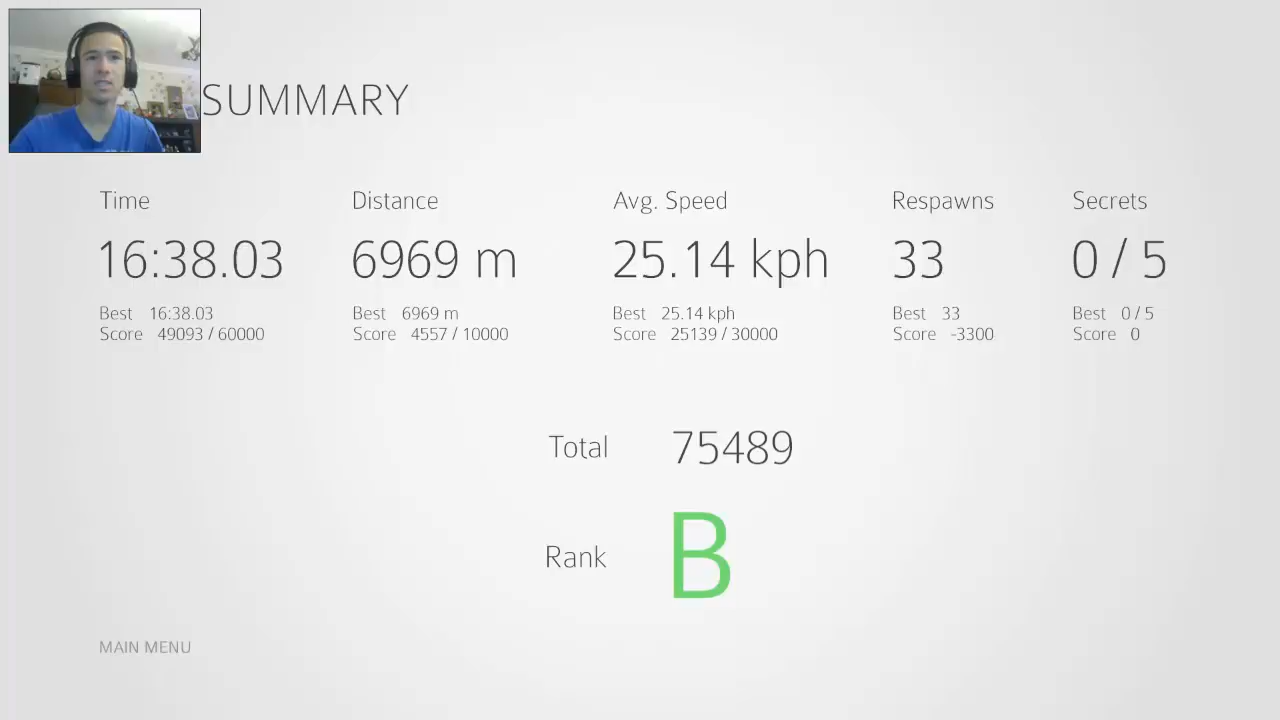 SUMMARY
Time Distance Avg. Speed Respawns Secrets
16:38.03 6969 m 25.14 kph 33 0 / 5
Best 16:38.03 Best 6969 m Best 25.14 kph Best 33 Best 0 / 5
Score 49093 / 60000 Score 4557 / 10000 Score 25139 / 30000 Score -3300 Score 0
Total 75489
Rank B
MAIN MENU